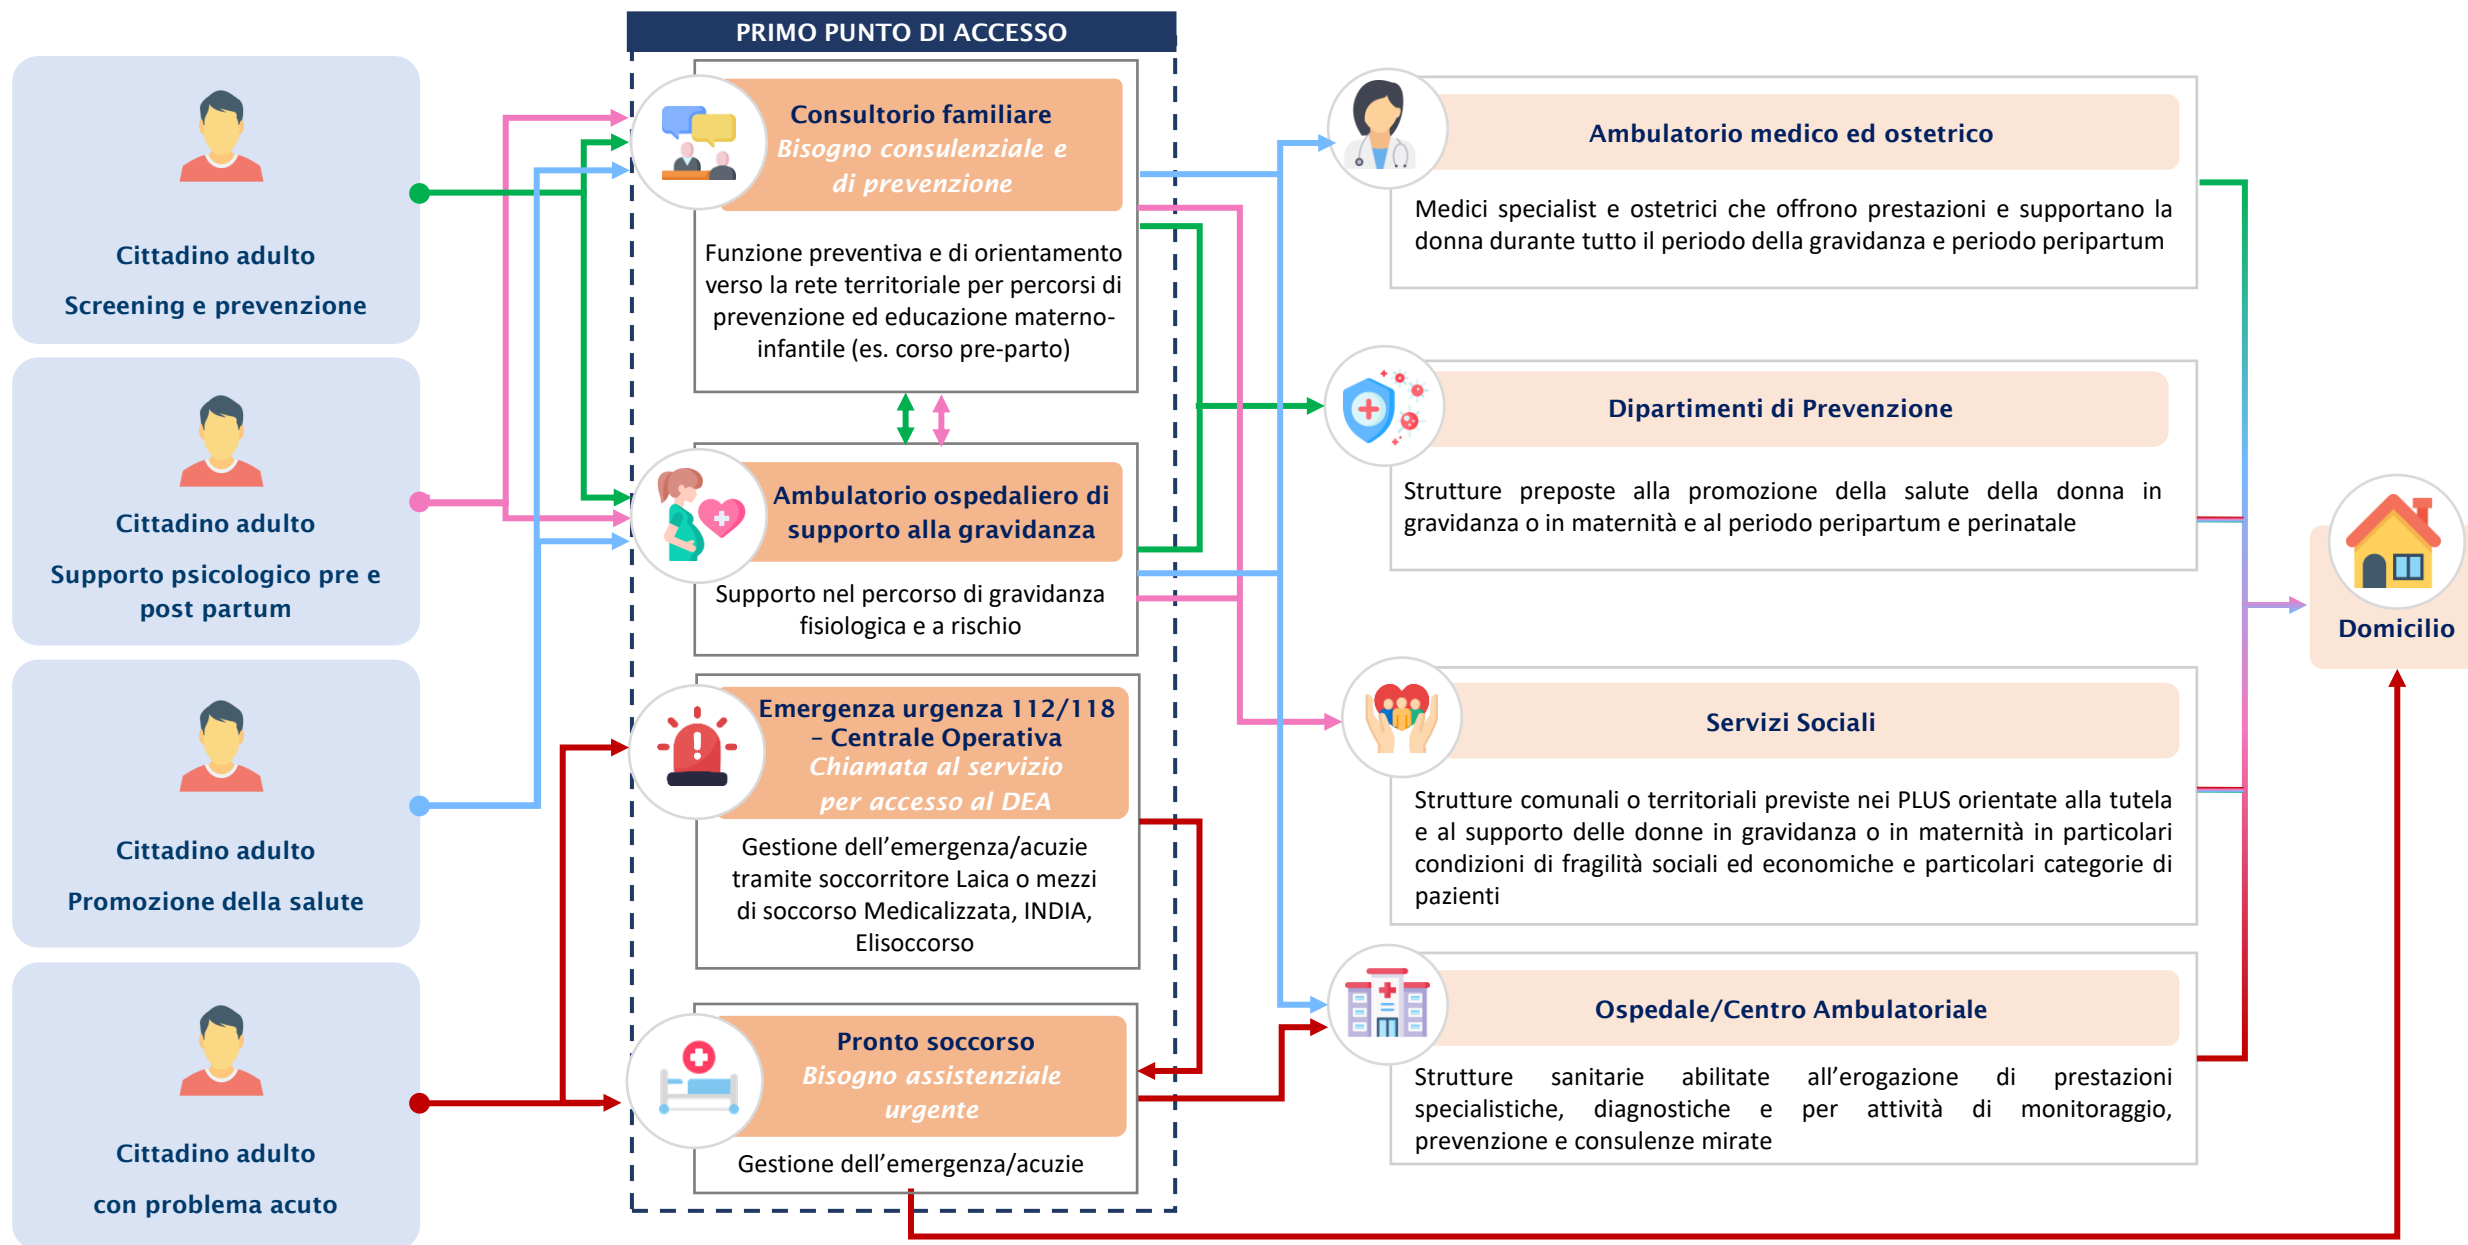 PRIMO PUNTO DI ACCESSO
Cittadino adulto
Screening e prevenzione
Cittadino adulto
Supporto psicologico pre e
post partum
Cittadino adulto
Promozione della salute
Cittadino adulto
con problema acuto
Consultorio familiare
Bisogno consulenziale e
di prevenzione
Funzione preventiva e di orientamento
verso la rete territoriale per percorsi di
prevenzione ed educazione materno-
infantile (es. corso pre-parto)
Ambulatorio ospedaliero di
supporto alla gravidanza
Supporto nel percorso di gravidanza
fisiologica e a rischio
Emergenza urgenza 112/118
– Centrale Operativa
Chiamata al servizio
per accesso al DEA
Gestione dell’emergenza/acuzie
tramite soccorritore Laica o mezzi
di soccorso Medicalizzata, INDIA,
Elisoccorso
Pronto soccorso
Bisogno assistenziale
urgente
Gestione dell’emergenza/acuzie
Ambulatorio medico ed ostetrico
Medici specialist e ostetrici che offrono prestazioni e supportano la
donna durante tutto il periodo della gravidanza e periodo peripartum
Dipartimenti di Prevenzione
Strutture preposte alla promozione della salute della donna in
gravidanza o in maternità e al periodo peripartum e perinatale
Servizi Sociali
Strutture comunali o territoriali previste nei PLUS orientate alla tutela
e al supporto delle donne in gravidanza o in maternità in particolari
condizioni di fragilità sociali ed economiche e particolari categorie di
pazienti
Ospedale/Centro Ambulatoriale
Strutture sanitarie abilitate all’erogazione di prestazioni
specialistiche, diagnostiche e per attività di monitoraggio,
prevenzione e consulenze mirate
Domicilio